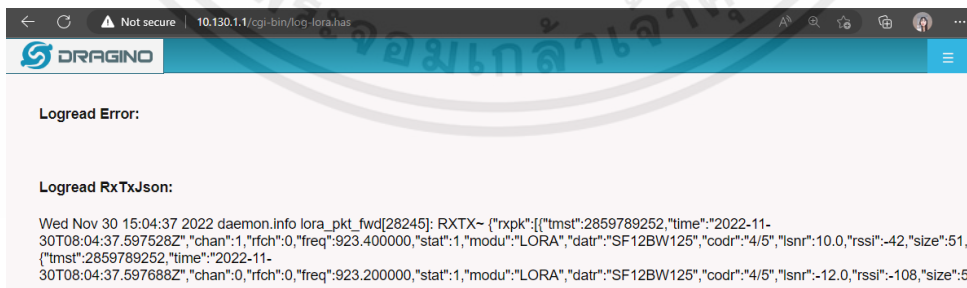 Not secure | 10.130.1.1/cgi-bin/log-lora.has
DRAGINO
Logread Error:
Logread RxTxJson:
Wed Nov 30 15:04:37 2022 daemon.info lora_pkt_fwd[28245]: RXTX~ {"rxpk":[{"tmst":2859789252,"time":"2022-11-
30T08:04:37.597528Z","chan":1,"rfch":0,"freq":923.400000,"stat":1,"modu":"LORA","datr":"SF12BW125","codr":"4/5","lsnr":10.0,"rssi":-42,"size":51,
{"tmst":2859789252,"time":"2022-11-
30T08:04:37.597688Z","chan":0,"rfch":0,"freq":923.200000,"stat":1,"modu":"LORA","datr":"SF12BW125","codr":"4/5","lsnr":-12.0,"rssi":-108,"size":5